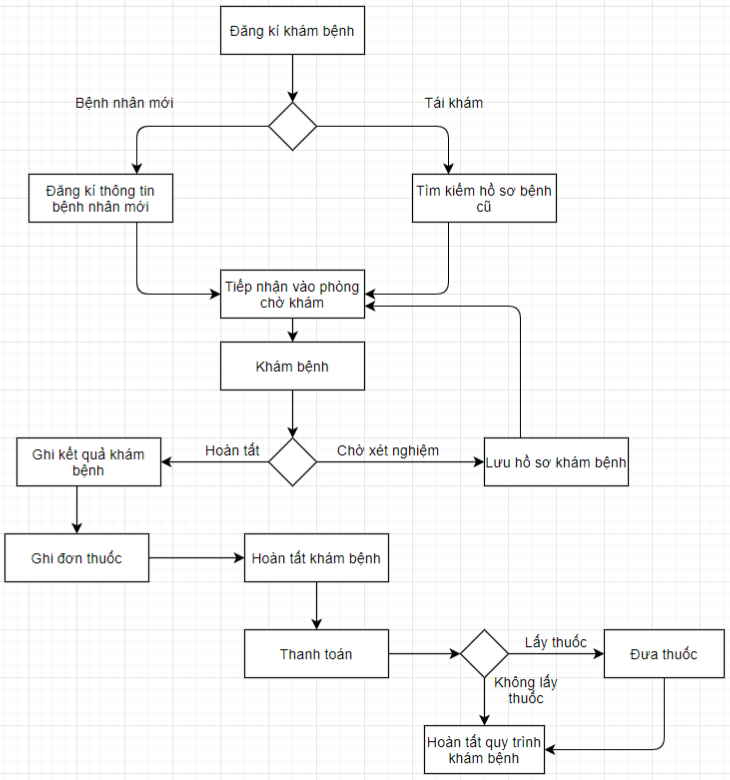 Đăng kí khám bệnh
Bệnh nhân mới
Tái khám
Đăng kí thông tin
bệnh nhân mới
Tìm kiếm hồ sơ bệnh
cũ
Tiếp nhận vào phòng
chờ khám
Khám bệnh
Hoàn tất
Chờ xét nghiệm
Ghi kết quả khám
bệnh
Lưu hồ sơ khám bệnh
Ghi đơn thuốc
Hoàn tất khám bệnh
Thanh toán
Lấy thuốc
Đưa thuốc
Không lấy
thuốc
Hoàn tất quy trình
khám bệnh